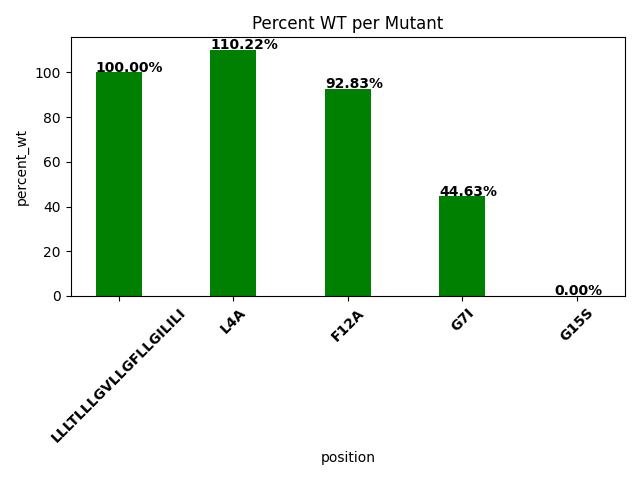 Percent WT per Mutant
percent_wt
100
80
60
40
20
0
100.00%
110.22%
92.83%
44.63%
0.00%
LLLTLLLGVLLGFLLGILILI
L4A
F12A
G7I
G15S
position